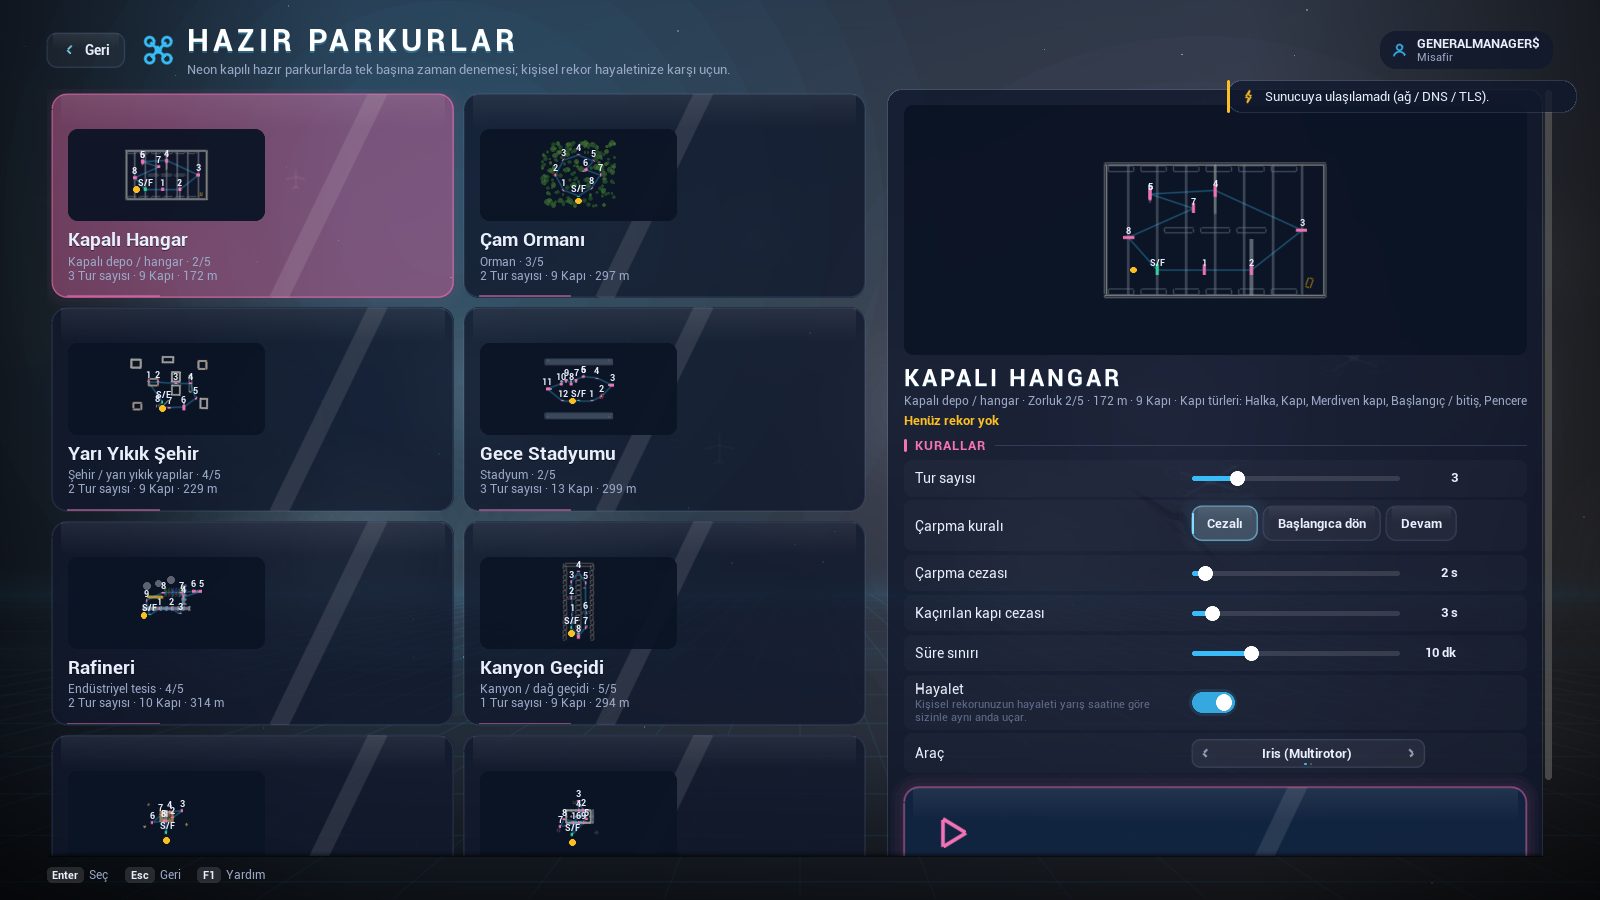 Geri
HAZIR PARKURLAR
Neon kapılı hazır parkurlarda tek başına zaman denemesi; kişisel rekor hayaletinize karşı uçun.
GENERALMANAGER$
Misafir
Sunucuya ulaşılamadı (ağ / DNS / TLS).
Kapalı Hangar
Kapalı depo / hangar · 2/5
3 Tur sayısı · 9 Kapı · 172 m
Çam Ormanı
Orman · 3/5
2 Tur sayısı · 9 Kapı · 297 m
Yarı Yıkık Şehir
Şehir / yarı yıkık yapılar · 4/5
2 Tur sayısı · 9 Kapı · 229 m
Gece Stadyumu
Stadyum · 2/5
3 Tur sayısı · 13 Kapı · 299 m
Rafineri
Endüstriyel tesis · 4/5
2 Tur sayısı · 10 Kapı · 314 m
Kanyon Geçidi
Kanyon / dağ geçidi · 5/5
1 Tur sayısı · 9 Kapı · 294 m
4
7
3
8
S/F
1
2
KAPALI HANGAR
Kapalı depo / hangar · Zorluk 2/5 · 172 m · 9 Kapı · Kapı türleri: Halka, Kapı, Merdiven kapı, Başlangıç / bitiş, Pencere
Henüz rekor yok
KURALLAR
Tur sayısı 3
Çarpma kuralı Cezalı Başlangıca dön Devam
Çarpma cezası 2 s
Kaçırılan kapı cezası 3 s
Süre sınırı 10 dk
Hayalet
Kişisel rekorunuzun hayaleti yarış saatine göre
sizinle aynı anda uçar.
Araç Iris (Multirotor)
Enter Seç Esc Geri F1 Yardım